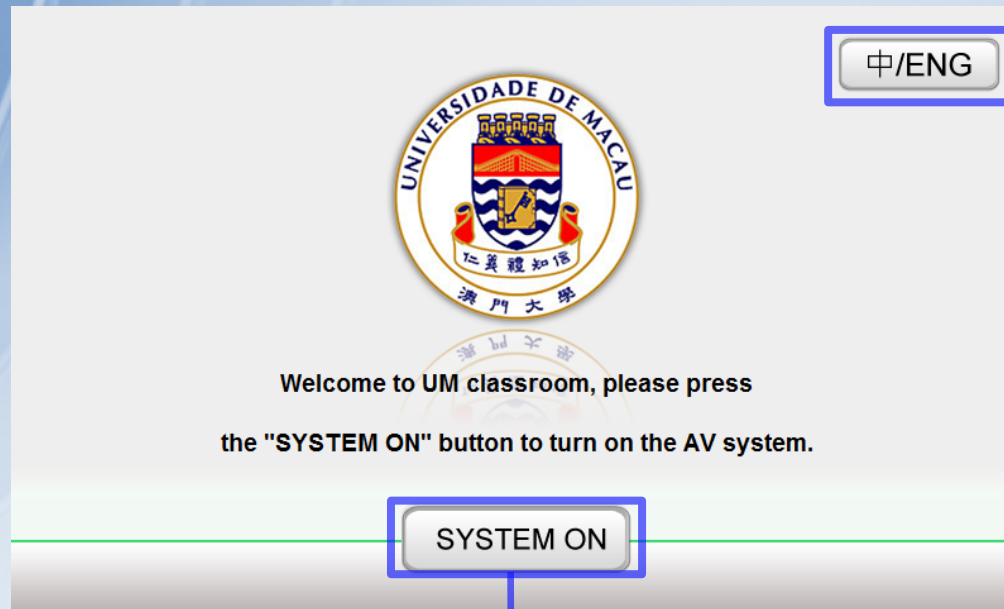 中/ENG
UNIVERSIDADE DE MACAU
仁義禮知信
澳門大學
Welcome to UM classroom, please press
the "SYSTEM ON" button to turn on the AV system.
SYSTEM ON